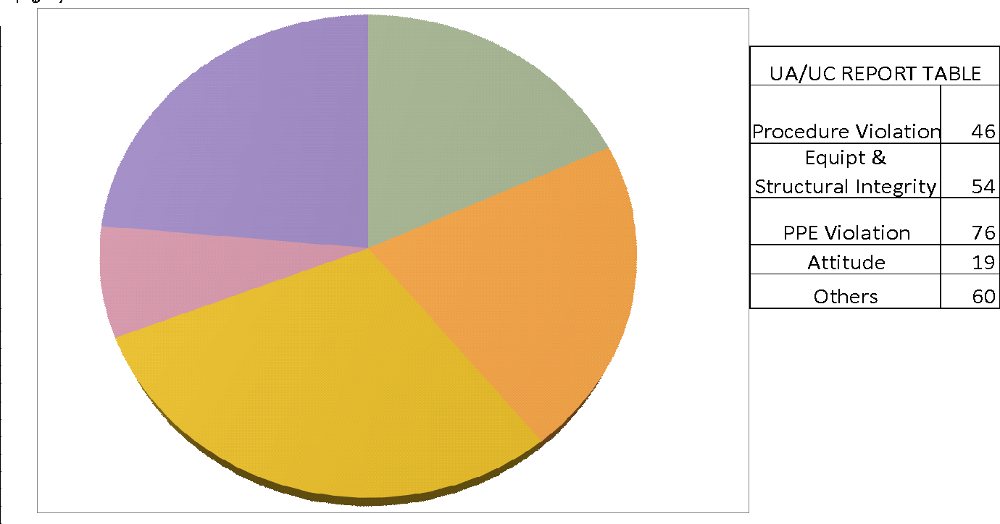 UA/UC REPORT TABLE
Procedure Violation 46
Equipt &
Structural Integrity 54
PPE Violation 76
Attitude 19
Others 60